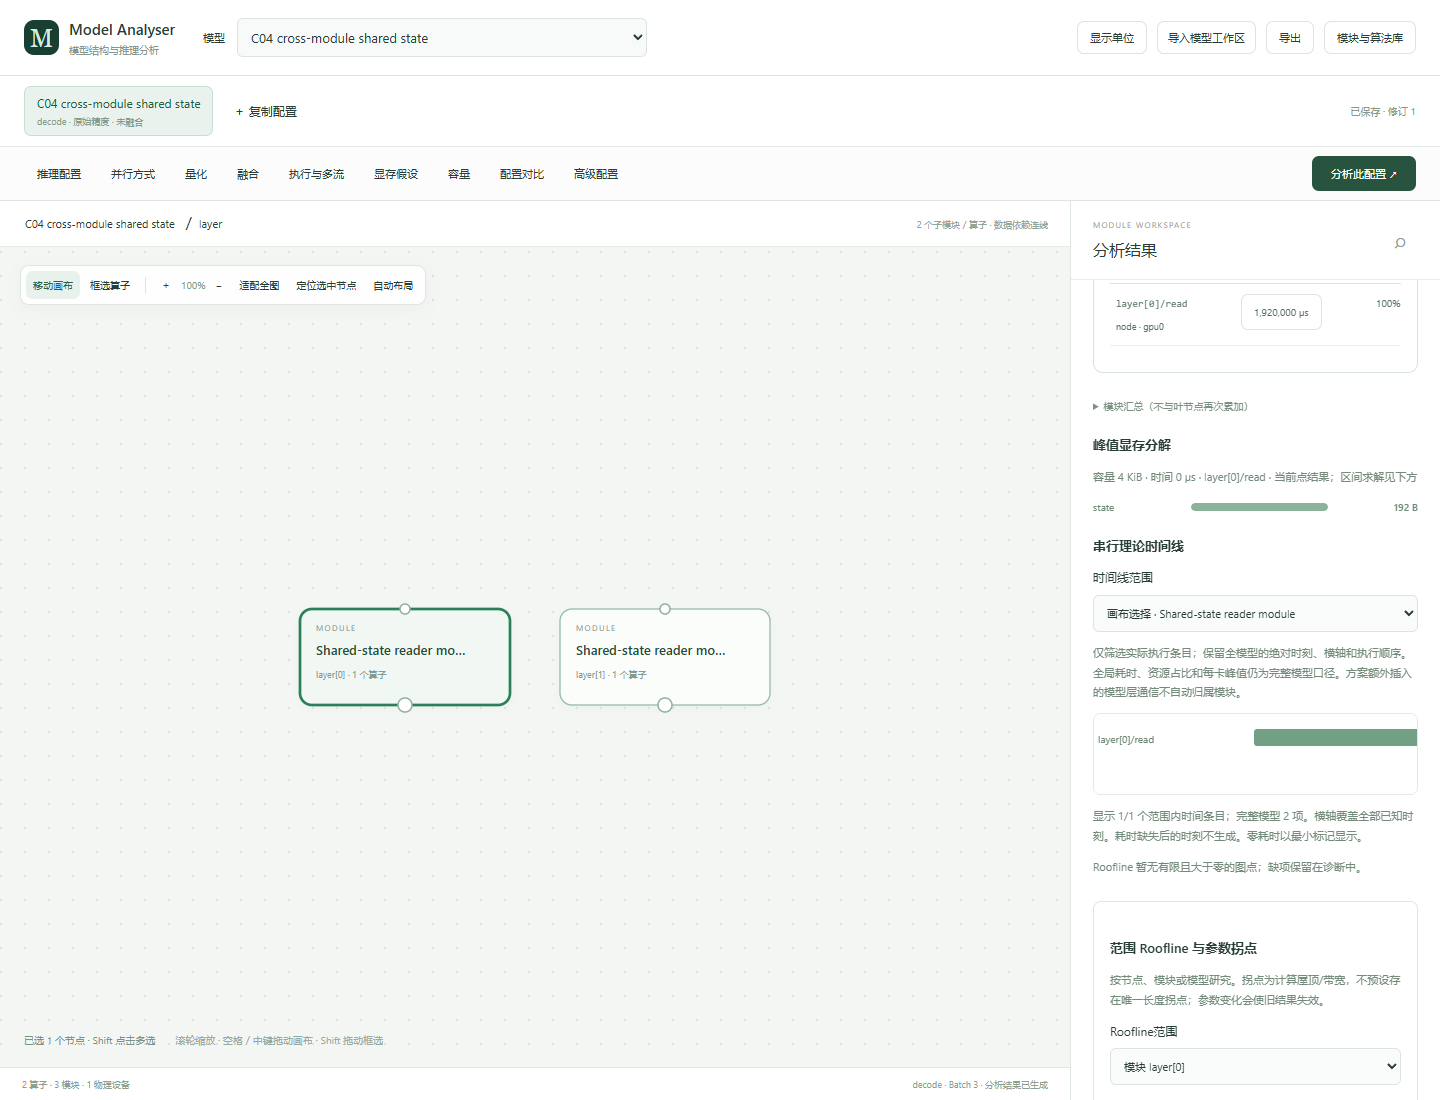 M
Model Analyser
模型结构与推理分析
模型
C04 cross-module shared state
显示单位
导入模型工作区
导出
模块与算法库
C04 cross-module shared state
decode · 原始精度 · 未融合
+ 复制配置
已保存 · 修订 1
推理配置
并行方式
量化
融合
执行与多流
显存假设
容量
配置对比
高级配置
分析此配置 ↗
C04 cross-module shared state / layer
2 个子模块 / 算子 · 数据依赖连线
移动画布
框选算子
+
100%
−
适配全图
定位选中节点
自动布局
MODULE
Shared-state reader mo...
layer[0] · 1 个算子
MODULE
Shared-state reader mo...
layer[1] · 1 个算子
已选 1 个节点 · Shift 点击多选
滚轮缩放 · 空格 / 中键拖动画布 · Shift 拖动框选
2 算子 · 3 模块 · 1 物理设备
decode · Batch 3 · 分析结果已生成
MODULE WORKSPACE
分析结果
layer[0]/read
node · gpu0
1,920,000 µs
100%
模块汇总（不与叶节点再次累加）
峰值显存分解
容量 4 KiB · 时间 0 µs · layer[0]/read · 当前点结果；区间求解见下方
state
192 B
串行理论时间线
时间线范围
画布选择 · Shared-state reader module
仅筛选实际执行条目；保留全模型的绝对时刻、横轴和执行顺序。
全局耗时、资源占比和每卡峰值仍为完整模型口径。方案额外插入
的模型层通信不自动归属模块。
layer[0]/read
显示 1/1 个范围内时间条目；完整模型 2 项。横轴覆盖全部已知时
刻。耗时缺失后的时刻不生成。零耗时以最小标记显示。
Roofline 暂无有限且大于零的图点；缺项保留在诊断中。
范围 Roofline 与参数拐点
按节点、模块或模型研究。拐点为计算屋顶/带宽，不预设存
在唯一长度拐点；参数变化会使旧结果失效。
Roofline范围
模块 layer[0]